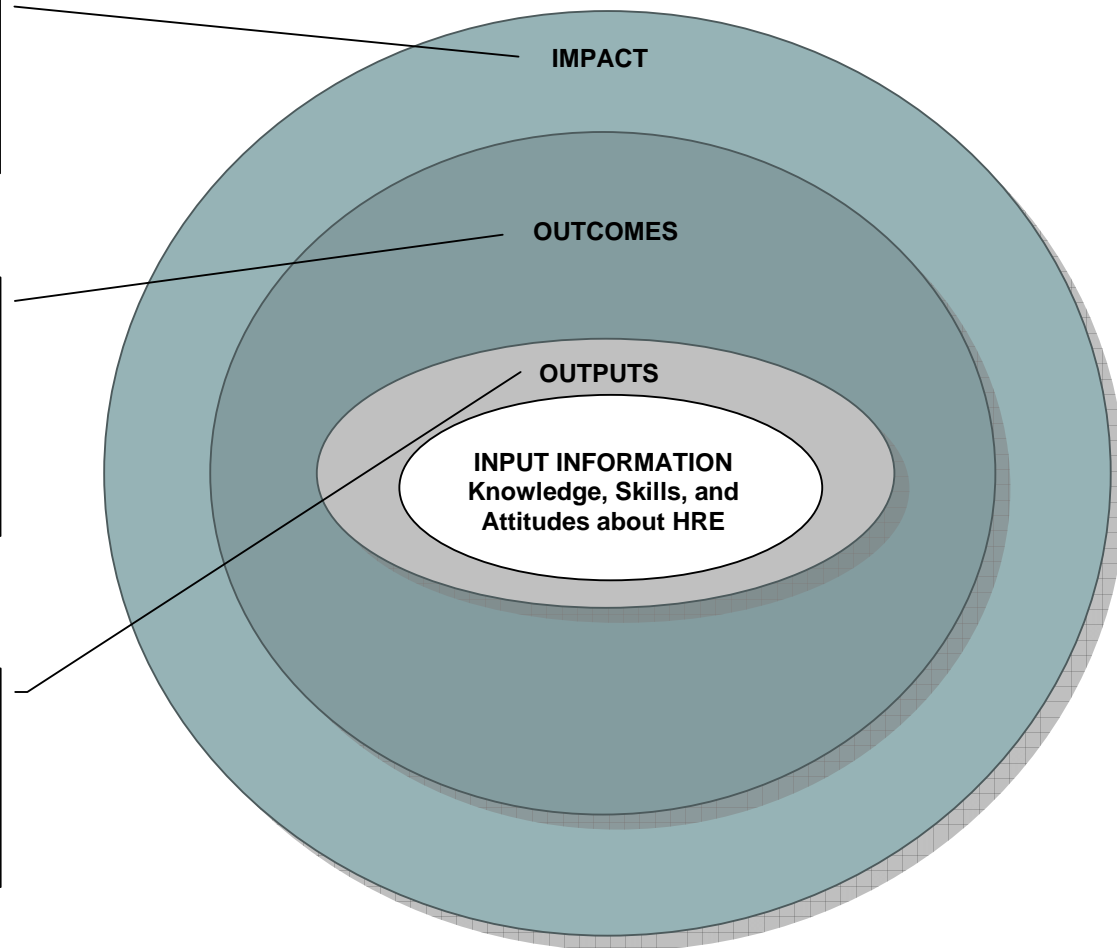 IMPACT
OUTCOMES
OUTPUTS
INPUT INFORMATION
Knowledge, Skills, and
Attitudes about HRE